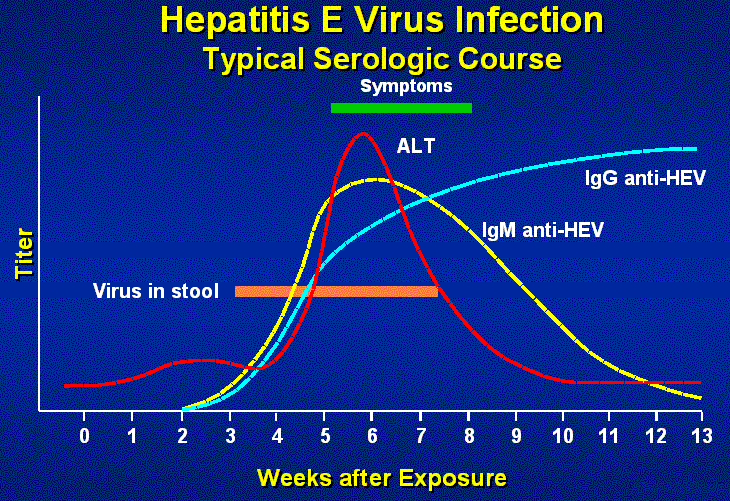 Hepatitis E Virus Infection
Typical Serologic Course
Symptoms
ALT
IgG anti-HEV
IgM anti-HEV
Virus in stool
Titer
0 1 2 3 4 5 6 7 8 9 10 11 12 13
Weeks after Exposure